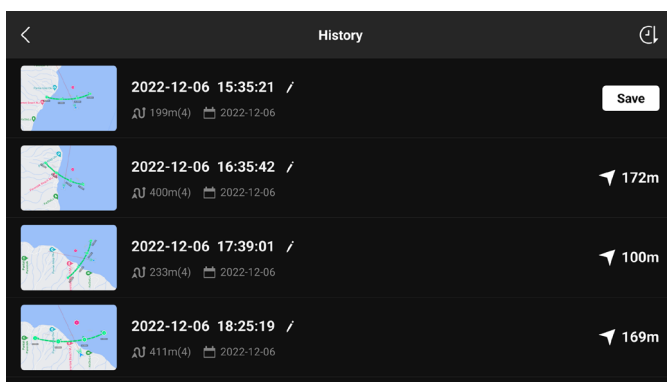 History
2022-12-06 15:35:21
199m(4) 2022-12-06
Save
2022-12-06 16:35:42
400m(4) 2022-12-06
172m
2022-12-06 17:39:01
233m(4) 2022-12-06
100m
2022-12-06 18:25:19
411m(4) 2022-12-06
169m